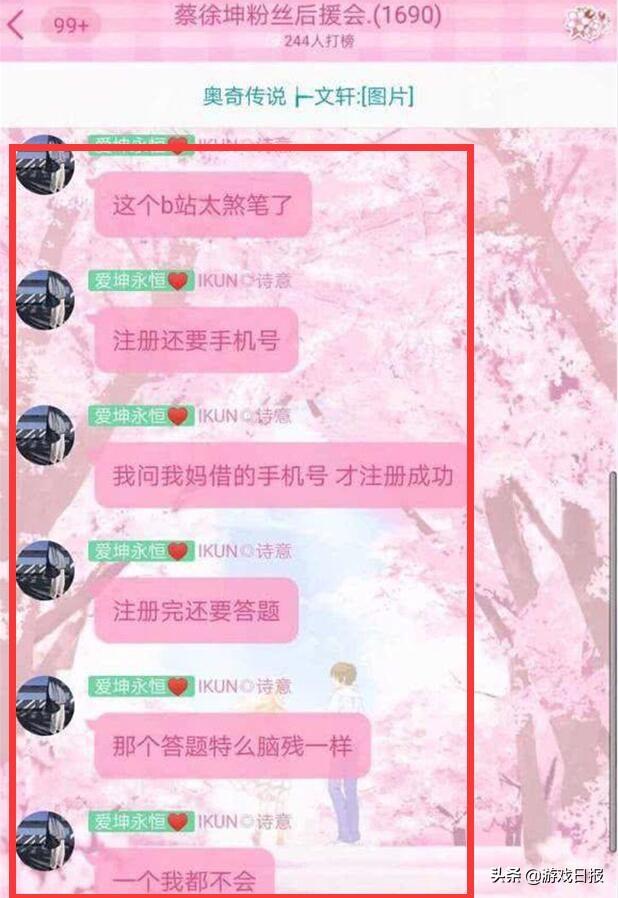 99+
蔡徐坤粉丝后援会.(1690)
244人打榜
奥奇传说┣━文轩:[图片]
爱坤永恒❤ IKUN◎诗意
这个b站太煞笔了
爱坤永恒❤ IKUN◎诗意
注册还要手机号
爱坤永恒❤ IKUN◎诗意
我问我妈借的手机号 才注册成功
爱坤永恒❤ IKUN◎诗意
注册完还要答题
爱坤永恒❤ IKUN◎诗意
那个答题特么脑残一样
爱坤永恒❤ IKUN◎诗意
一个我都不会
头条 @游戏日报